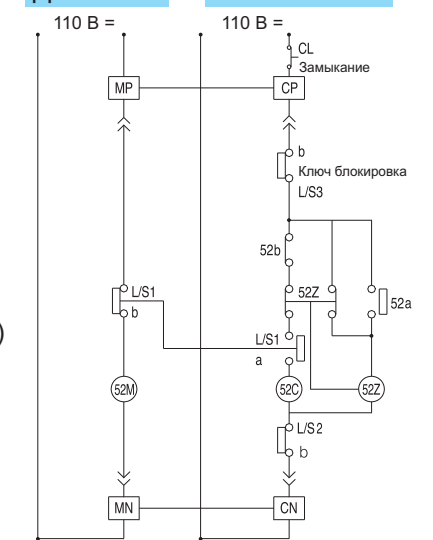 110 В =
110 В =
CL
Замыкание
MP
CP
b
Ключ блокировка
L/S3
52b
52Z
52a
L/S1
b
L/S1
a
)
52M
52C
52Z
L/S2
b
MN
CN